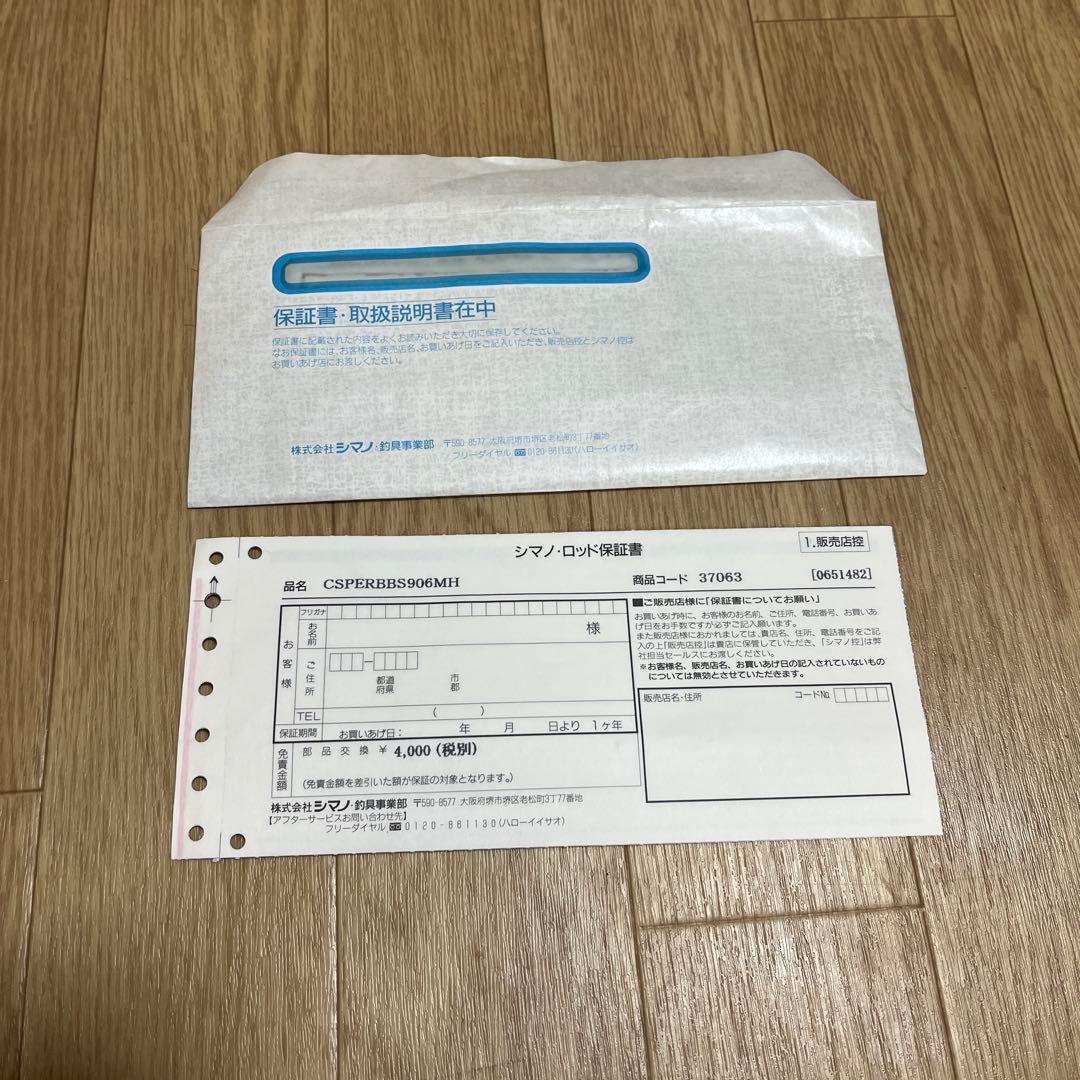 保証書・取扱説明書在中
保証書に記載された内容をよくお読みいただき大切に保存してください。
なお保証書には、お客様名、販売店名、お買いあげ日をご記入いただき、販売店控とシマノ控は
お買いあげ店にお渡しください。
株式会社シマノ・釣具事業部 〒590-8577 大阪府堺市堺区老松町3丁77番地
フリーダイヤル 0120-861130(ハローイイサオ)
シマノ・ロッド保証書
1.販売店控
品名 CSPERBBS906MH
商品コード 37063 [0651482]
お客様
フリガナ
お名前 様
ご住所 都道府県 市郡
TEL ( )
保証期間 お買いあげ日: 年 月 日より 1ヶ年
免責金額 部品交換 ¥ 4,000(税別)
(免責金額を差引いた額が保証の対象となります。)
株式会社シマノ・釣具事業部 〒590-8577 大阪府堺市堺区老松町3丁77番地
【アフターサービスお問い合わせ先】
フリーダイヤル 0120-861130(ハローイイサオ)
■ご販売店様に「保証書についてお願い」
お買いあげ時に、お客様のお名前、ご住所、電話番号、お買いあ
げ日をお手数ですが必ずご記入願います。
また販売店様におかれましては、貴店名、住所、電話番号をご記
入の上「販売店控」は貴店に保管していただき、「シマノ控」は弊
社担当セールスにお渡しください。
※お客様名、販売店名、お買いあげ日の記入されていないもの
については無効とさせていただきます。
販売店名・住所 コードNo.